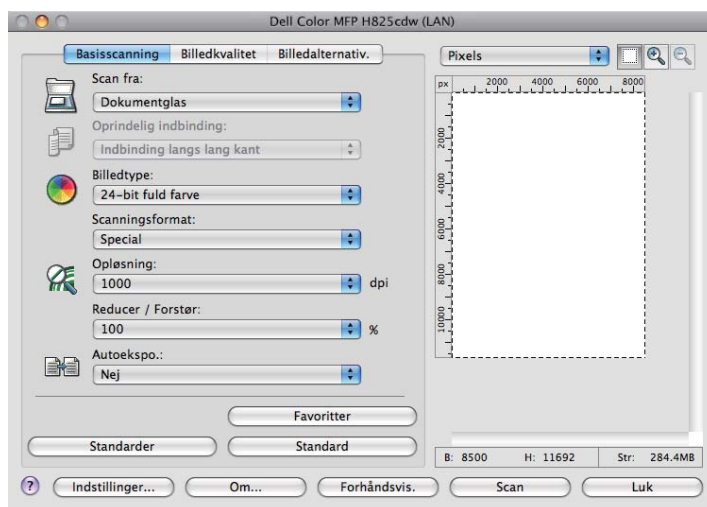 Dell Color MFP H825cdw (LAN)
Basisscanning Billedkvalitet Billedalternativ.
Scan fra:
Dokumentglas
Oprindelig indbinding:
Indbinding langs lang kant
Billedtype:
24-bit fuld farve
Scanningsformat:
Special
Opløsning:
1000 dpi
Reducer / Forstør:
100 %
Autoekspo.:
Nej
Favoritter
Standarder Standard
Pixels
px 2000 4000 6000 8000
2000
4000
6000
8000
10000
B: 8500 H: 11692 Str: 284.4MB
? Indstillinger... Om... Forhåndsvis. Scan Luk